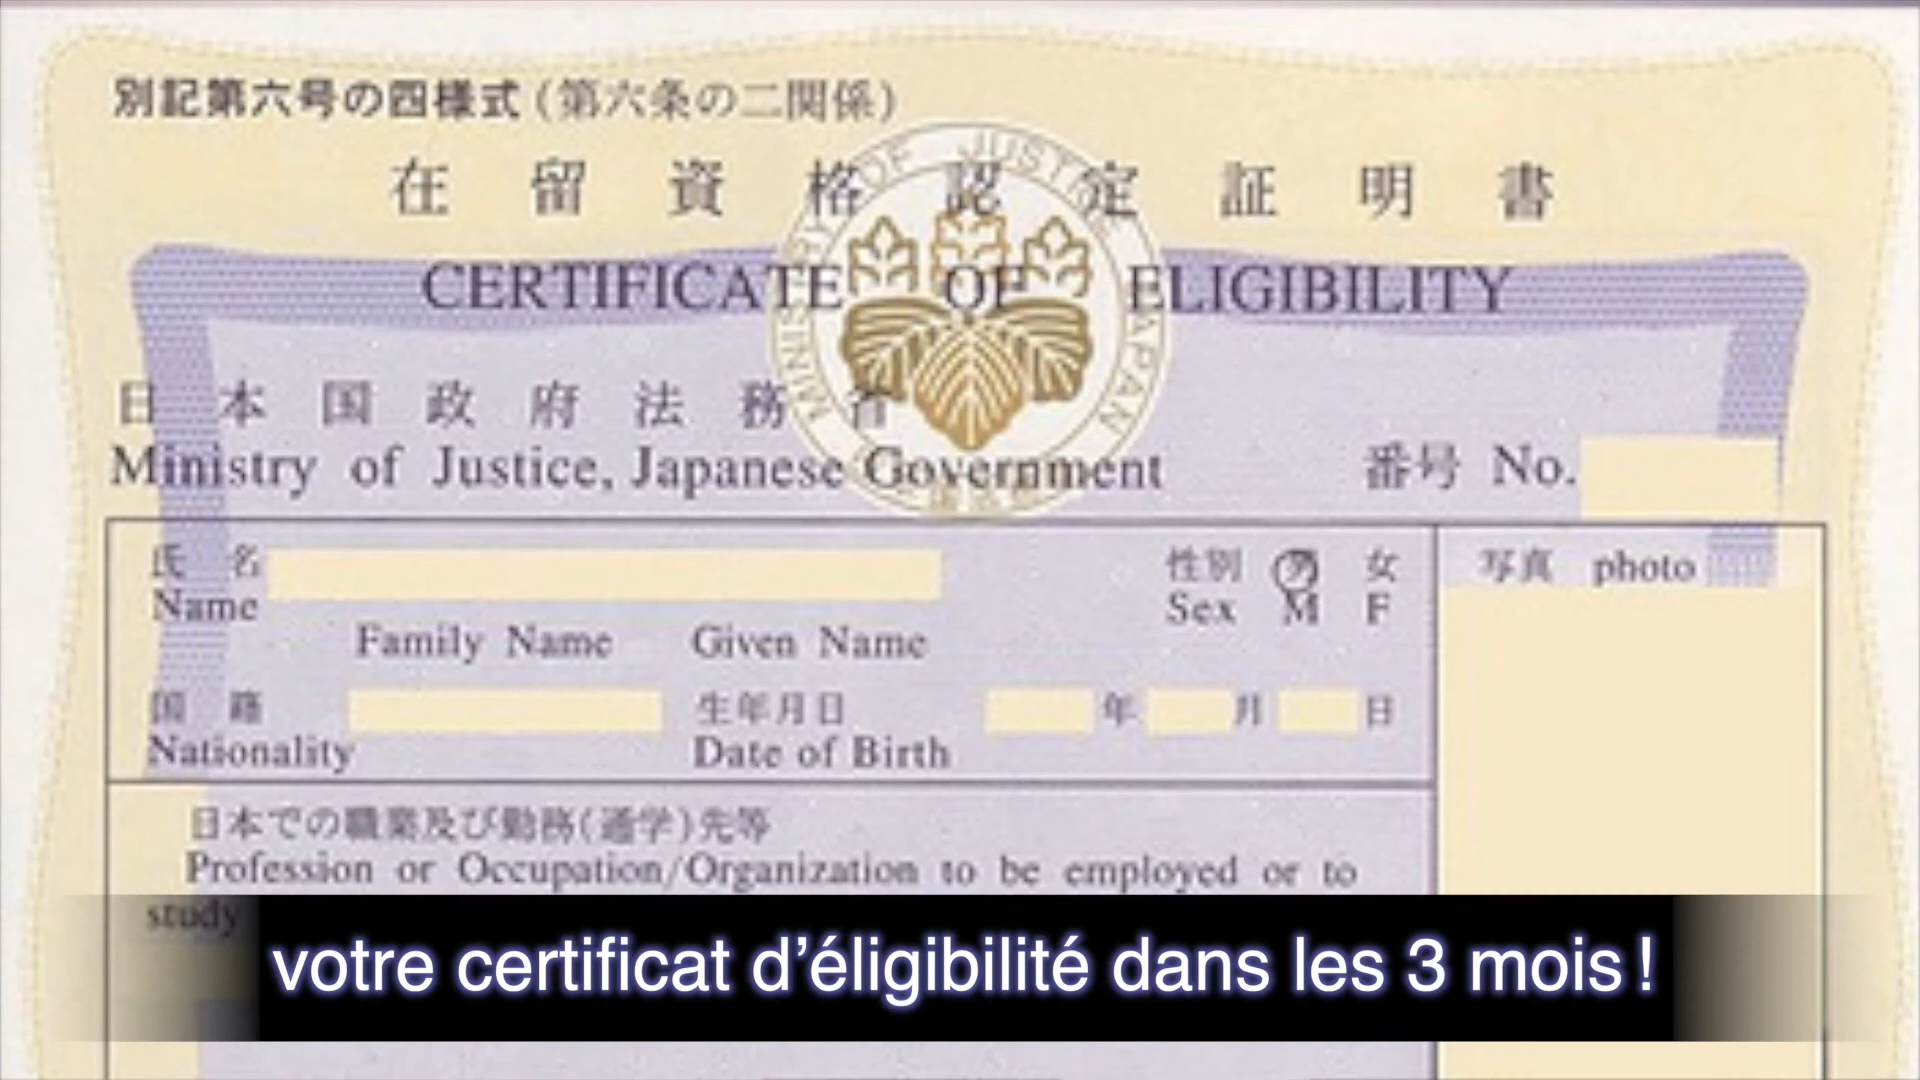 別記第六号の四様式(第六条の二関係)
在留資格認定証明書
CERTIFICATE OF ELIGIBILITY
MINISTRY OF JUSTICE JAPAN
日本国政府法務省
Ministry of Justice, Japanese Government
番号 No.
氏名
性別 男 女
写真 photo
Name
Sex M F
Family Name Given Name
国籍 生年月日 年 月 日
Nationality Date of Birth
日本での職業及び勤務(通学)先等
Profession or Occupation/Organization to be employed or to
study
votre certificat d’éligibilité dans les 3 mois !